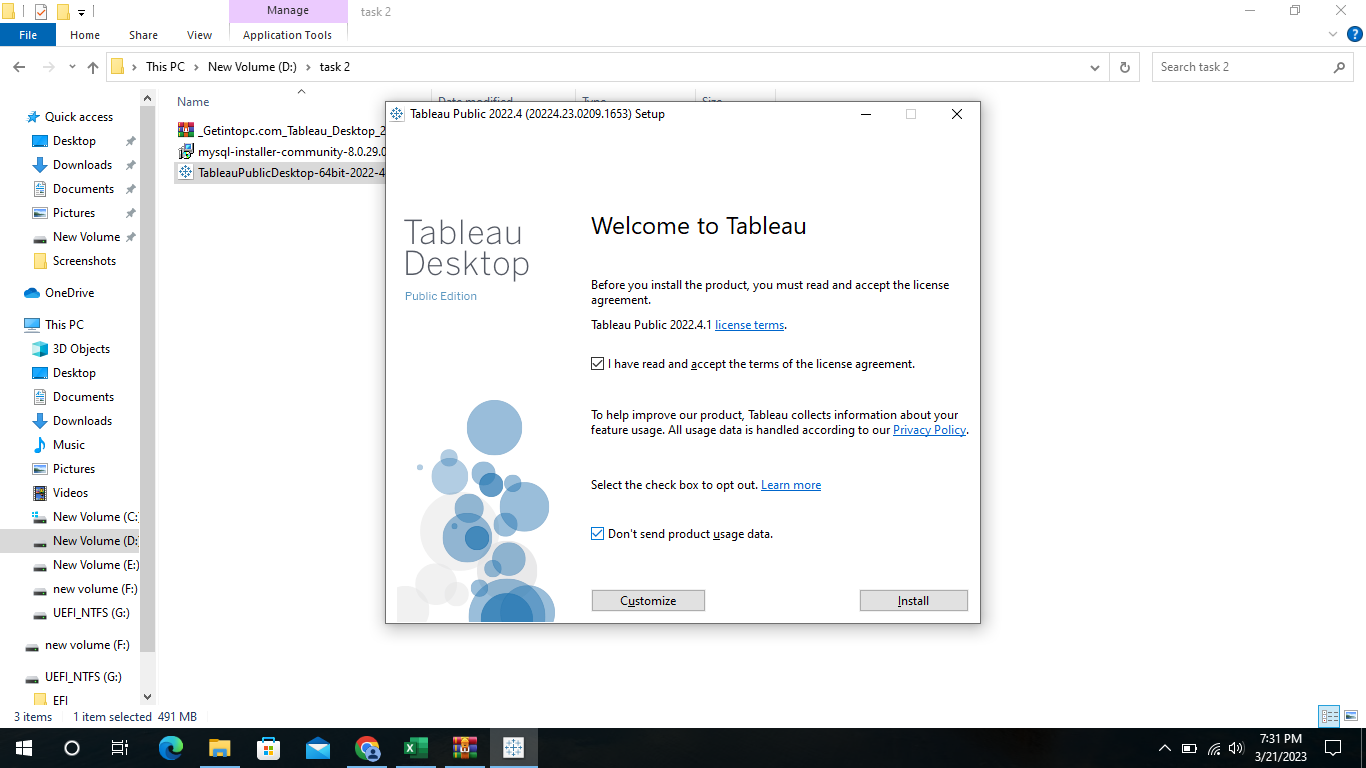 Manage
task 2
File
Home
Share
View
Application Tools
This PC
New Volume (D:)
task 2
Search task 2
Name
Date modified
Type
Size
Quick access
Desktop
Downloads
Documents
Pictures
New Volume
Screenshots
OneDrive
This PC
3D Objects
Desktop
Documents
Downloads
Music
Pictures
Videos
New Volume (C:
New Volume (D:
New Volume (E:)
new volume (F:)
UEFI_NTFS (G:)
new volume (F:)
UEFI_NTFS (G:)
EFI
_Getintopc.com_Tableau_Desktop_2
mysql-installer-community-8.0.29.0
TableauPublicDesktop-64bit-2022-4
Tableau Public 2022.4 (20224.23.0209.1653) Setup
Tableau
Desktop
Public Edition
Welcome to Tableau
Before you install the product, you must read and accept the license
agreement.
Tableau Public 2022.4.1 license terms.
I have read and accept the terms of the license agreement.
To help improve our product, Tableau collects information about your
feature usage. All usage data is handled according to our Privacy Policy.
Select the check box to opt out. Learn more
Don't send product usage data.
Customize
Install
3 items
1 item selected 491 MB
7:31 PM
3/21/2023